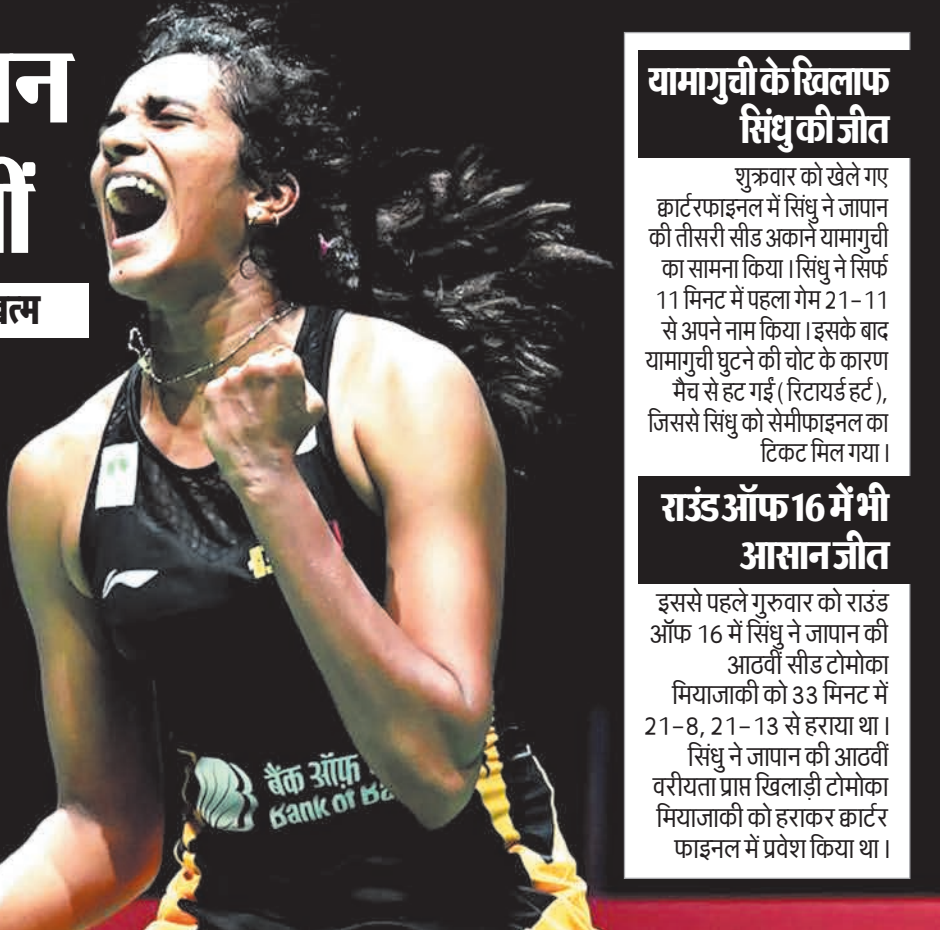 न
खत्म
बैंक ऑफ़
Bank of Ba
यामागुची के खिलाफ
सिंधु की जीत
शुक्रवार को खेले गए
क्वार्टरफाइनल में सिंधु ने जापान
की तीसरी सीड अकाने यामागुची
का सामना किया। सिंधु ने सिर्फ
11 मिनट में पहला गेम 21-11
से अपने नाम किया। इसके बाद
यामागुची घुटने की चोट के कारण
मैच से हट गईं (रिटायर्ड हर्ट),
जिससे सिंधु को सेमीफाइनल का
टिकट मिल गया।
राउंड ऑफ 16 में भी
आसान जीत
इससे पहले गुरुवार को राउंड
ऑफ 16 में सिंधु ने जापान की
आठवीं सीड टोमोका
मियाजाकी को 33 मिनट में
21-8, 21-13 से हराया था।
सिंधु ने जापान की आठवीं
वरीयता प्राप्त खिलाड़ी टोमोका
मियाजाकी को हराकर क्वार्टर
फाइनल में प्रवेश किया था।